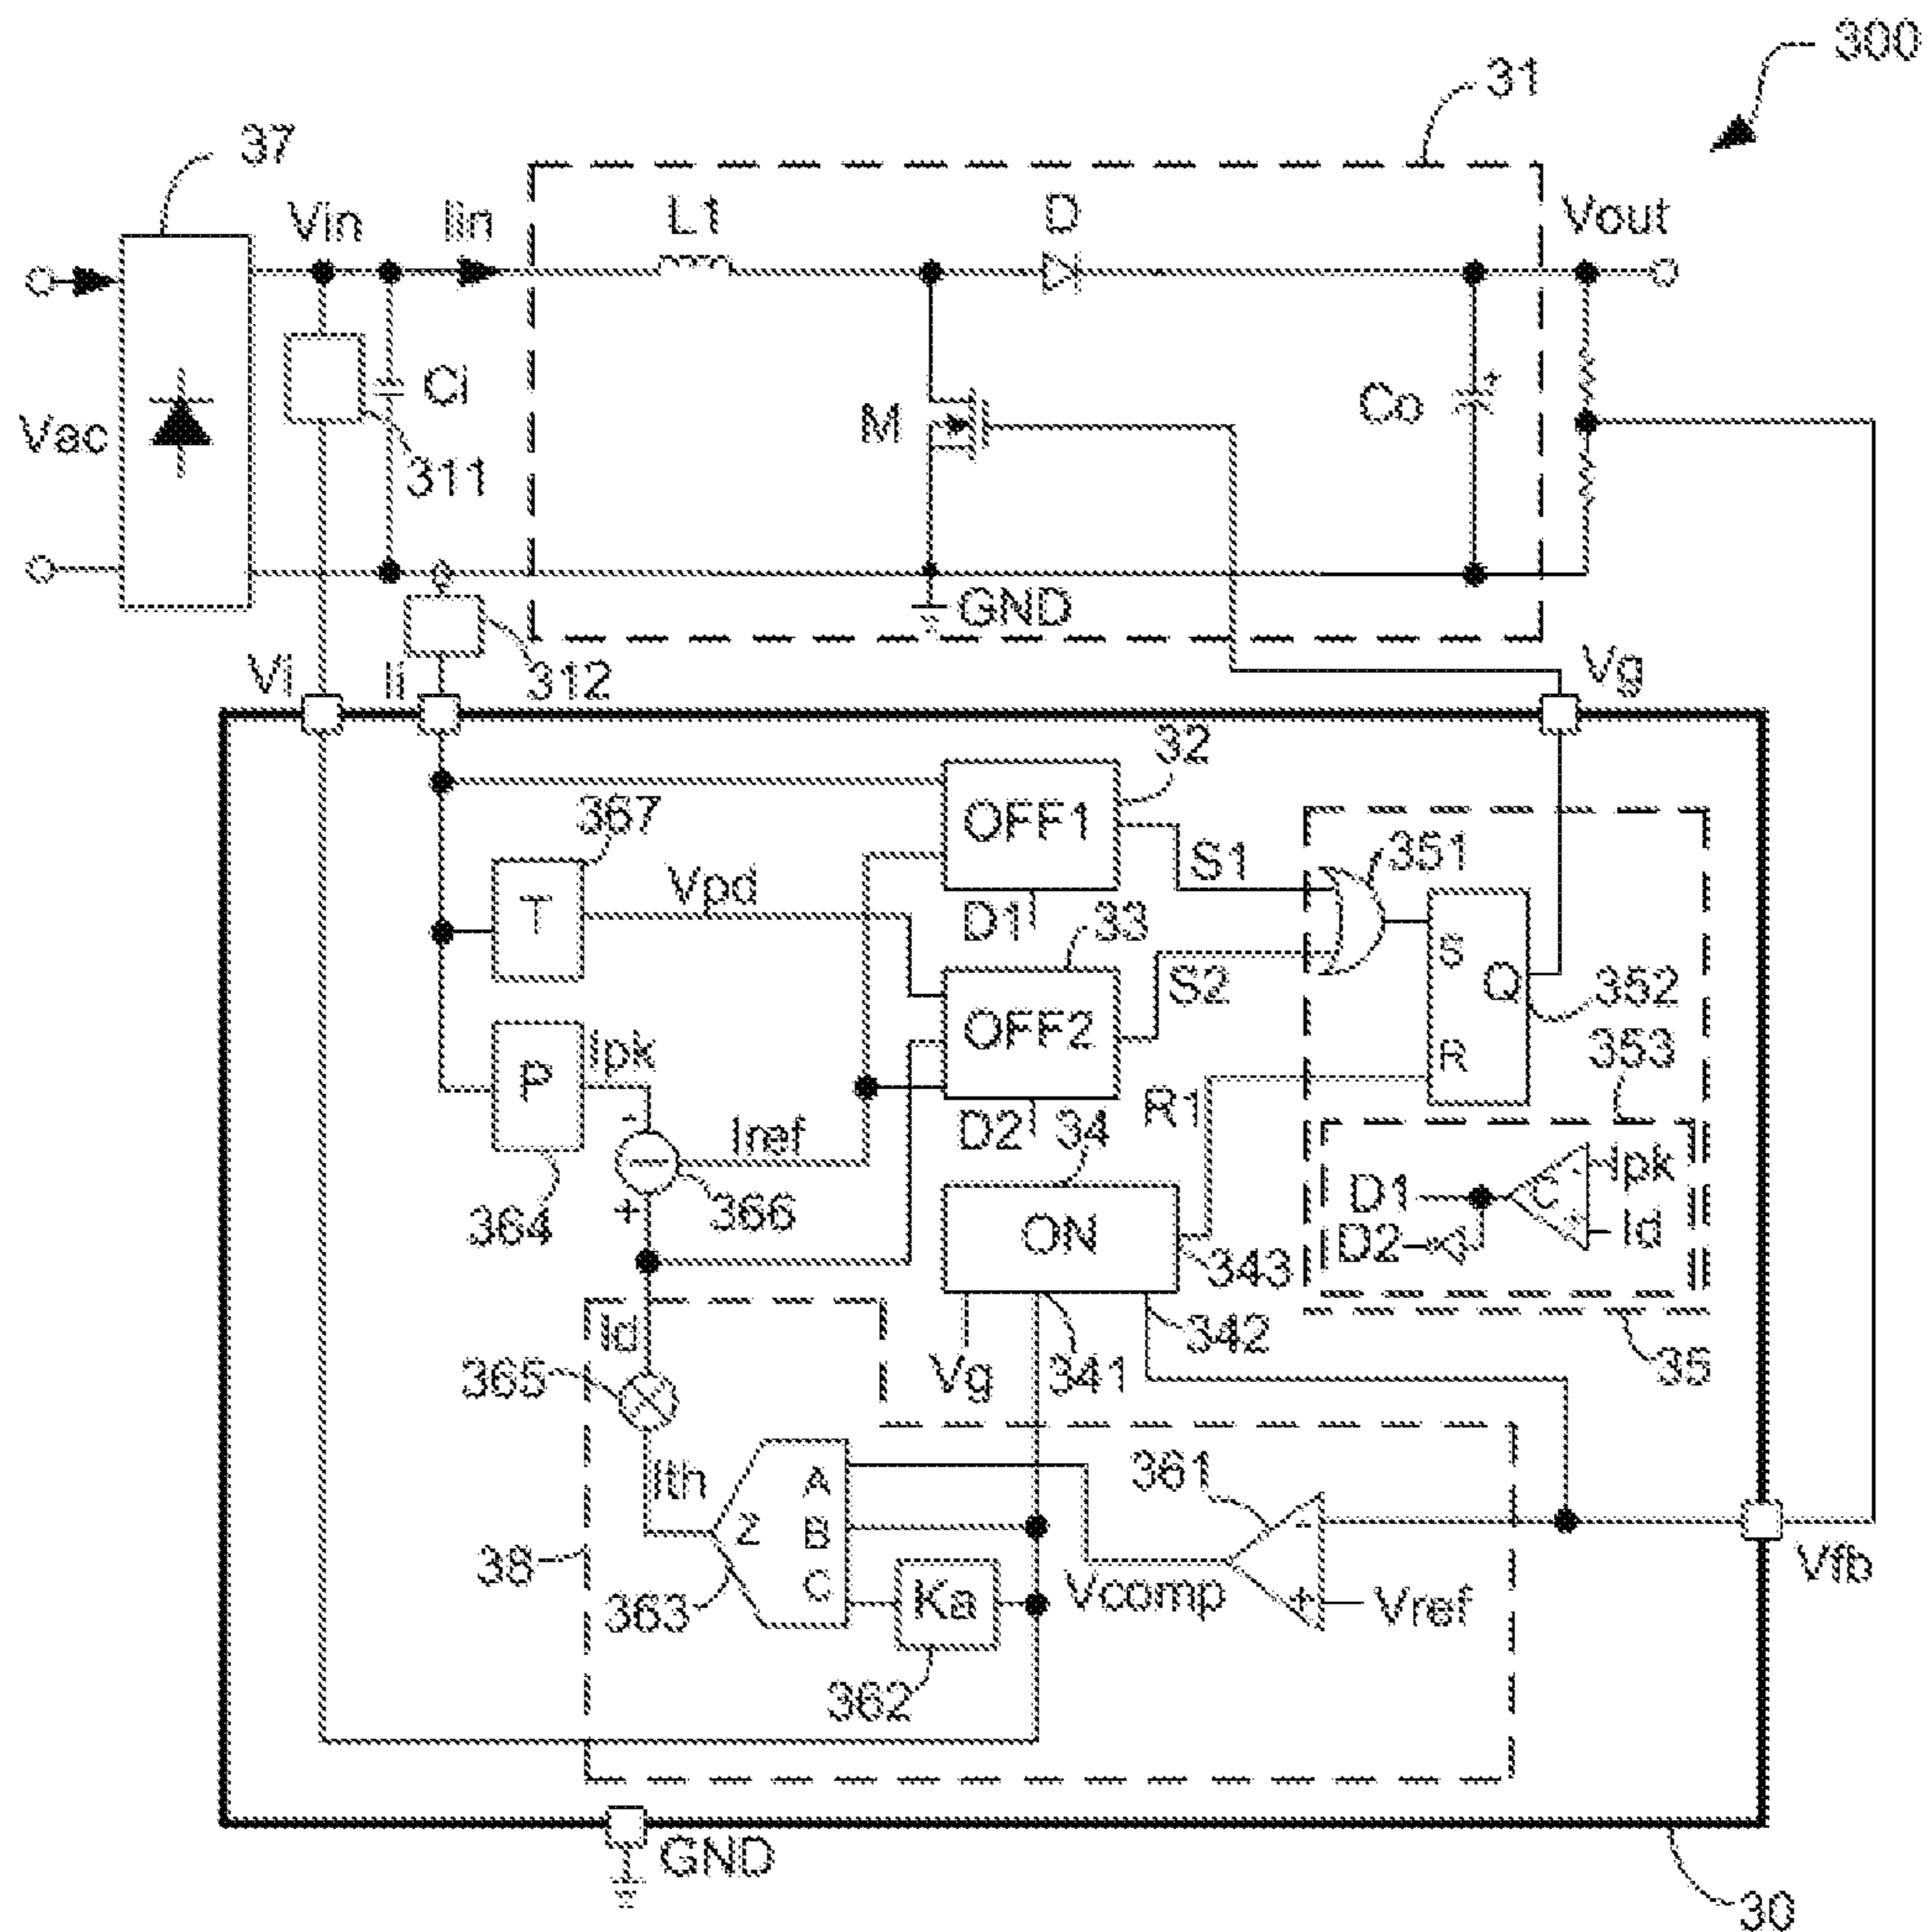 300
31
37
Vin
Iin
L1
D
Vout
Vac
Ci
311
M
Co
GND
312
Vi
Ii
Vg
32
OFF1
367
T
Vpd
S1
351
D1
33
S
Q
R
352
S2
OFF2
P
Ipk
353
D2
34
R1
Iref
-
+
366
364
ON
343
D1
D2
C
-
+
Ipk
Id
Id
365
Vg
341
342
35
Ith
A
B
C
Z
361
-
+
38
363
Ka
Vcomp
Vref
Vfb
362
GND
30